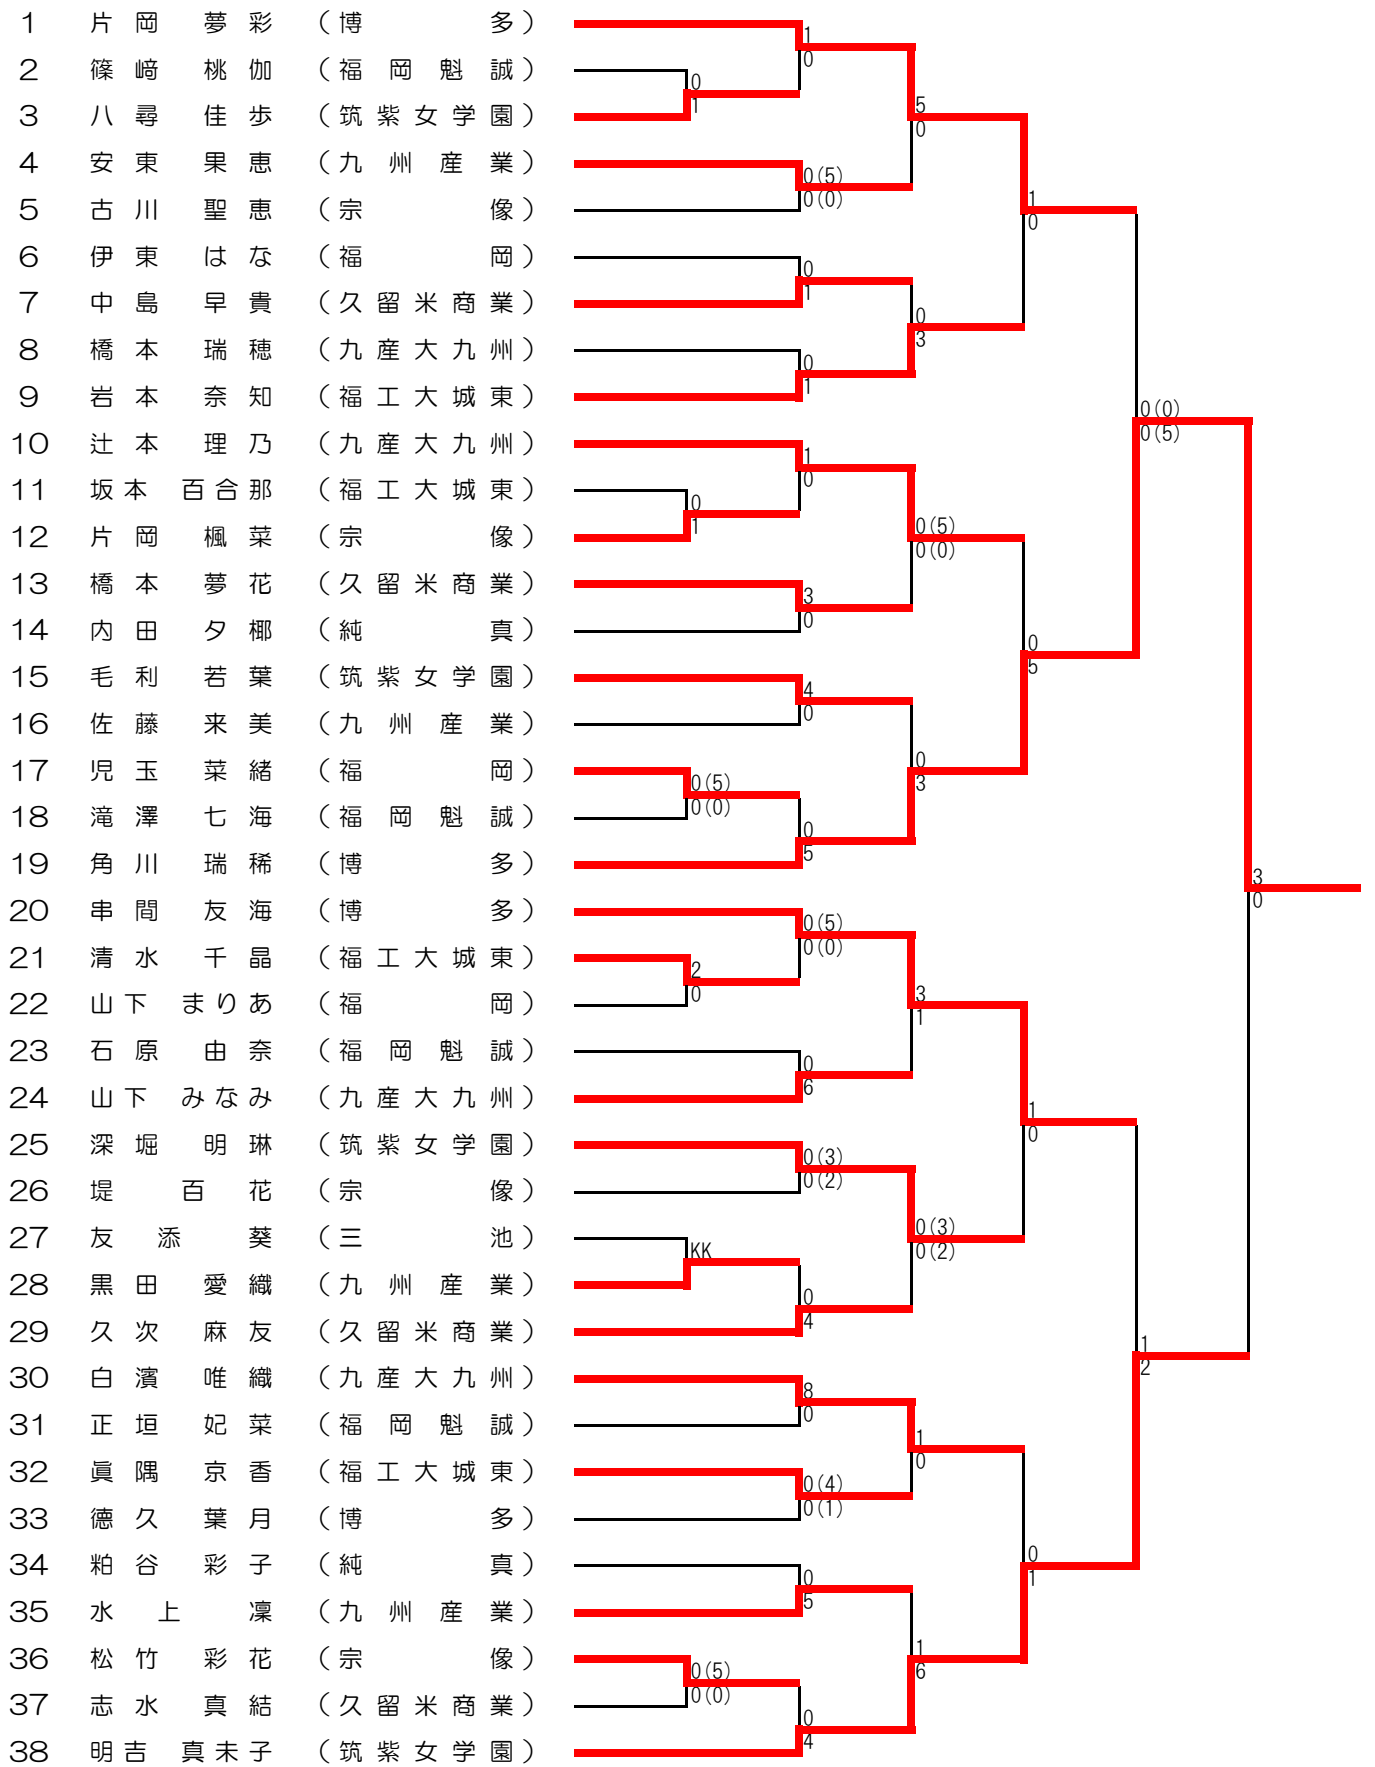 1 片岡 夢彩 （博多） 1
0
2 篠﨑 桃伽 （福岡魁誠） 0
3 八尋 佳歩 （筑紫女学園） 1 5
0
4 安東 果恵 （九州産業） 0(5)
5 古川 聖恵 （宗像） 0(0) 1
0
6 伊東 はな （福岡） 0
7 中島 早貴 （久留米商業） 1 0
3
8 橋本 瑞穂 （九産大九州） 0
9 岩本 奈知 （福工大城東） 1 0(0)
0(5)
10 辻本 理乃 （九産大九州） 1
0
11 坂本 百合那 （福工大城東） 0
12 片岡 楓菜 （宗像） 1 0(5)
0(0)
13 橋本 夢花 （久留米商業） 3
14 内田 夕椰 （純真） 0 0
5
15 毛利 若葉 （筑紫女学園） 4
16 佐藤 来美 （九州産業） 0
17 児玉 菜緒 （福岡） 0(5) 0
3
18 滝澤 七海 （福岡魁誠） 0(0) 0
19 角川 瑞稀 （博多） 5 3
0
20 串間 友海 （博多） 0(5)
0(0)
21 清水 千晶 （福工大城東） 2
22 山下 まりあ （福岡） 0 3
1
23 石原 由奈 （福岡魁誠） 0
24 山下 みなみ （九産大九州） 6 1
0
25 深堀 明琳 （筑紫女学園） 0(3)
26 堤 百花 （宗像） 0(2)
27 友添 葵 （三池） KK 0(3)
0(2)
28 黒田 愛織 （九州産業） 0
29 久次 麻友 （久留米商業） 4 1
2
30 白濱 唯織 （九産大九州） 8
31 正垣 妃菜 （福岡魁誠） 0 1
0
32 眞隅 京香 （福工大城東） 0(4)
33 德久 葉月 （博多） 0(1) 0
1
34 粕谷 彩子 （純真） 0
35 水上 凜 （九州産業） 5
36 松竹 彩花 （宗像） 0(5) 1
6
37 志水 真結 （久留米商業） 0(0) 0
38 明吉 真未子 （筑紫女学園） 4